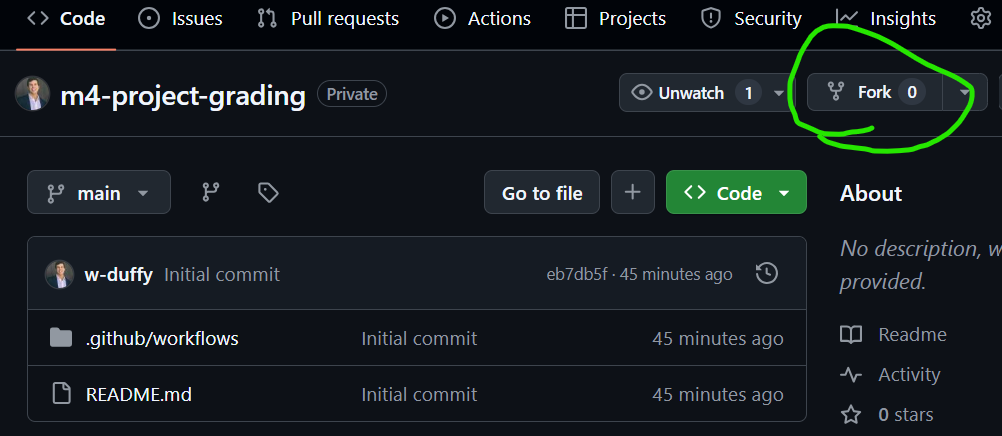 Code Issues Pull requests Actions Projects Security Insights
m4-project-grading Private Unwatch 1 Fork 0
main Go to file Code About
w-duffy Initial commit eb7db5f · 45 minutes ago
No description, w
provided.
.github/workflows Initial commit 45 minutes ago
Readme
Activity
README.md Initial commit 45 minutes ago
0 stars